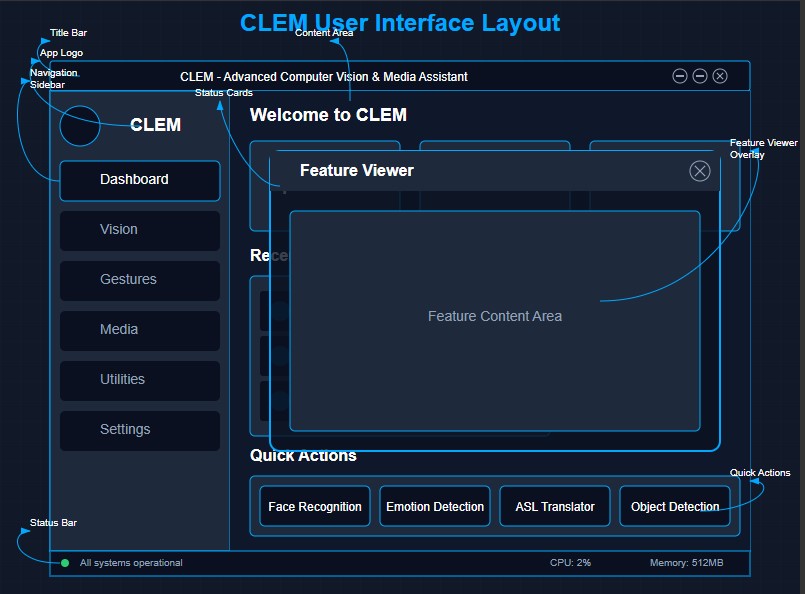 CLEM User Interface Layout
Title Bar
Content Area
App Logo
Navigation
Sidebar
CLEM - Advanced Computer Vision & Media Assistant
Status Cards
CLEM
Welcome to CLEM
Feature Viewer
Overlay
Feature Viewer
Dashboard
Vision
Gestures
Media
Utilities
Settings
Rece
Feature Content Area
Quick Actions
Quick Actions
Face Recognition
Emotion Detection
ASL Translator
Object Detection
Status Bar
All systems operational
CPU: 2%
Memory: 512MB